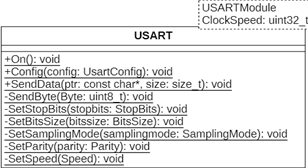 USARTModule
ClockSpeed: uint32_t
USART
+On(): void
+Config(config: UsartConfig): void
+SendData(ptr: const char*, size: size_t): void
-SendByte(Byte: uint8_t): void
-SetStopBits(stopbits: StopBits): void
-SetBitsSize(bitssize: BitsSize): void
-SetSamplingMode(samplingmode: SamplingMode): void
-SetParity(parity: Parity): void
-SetSpeed(Speed): void